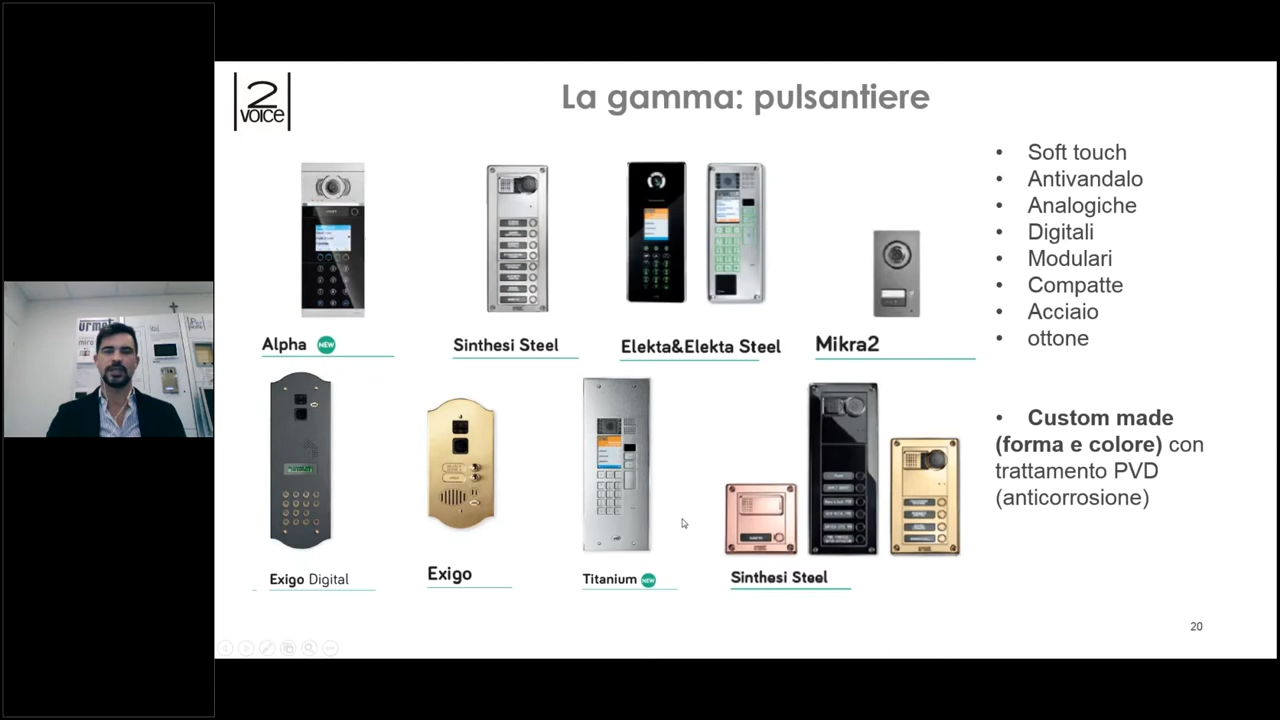 2
VOICE
La gamma: pulsantiere
• Soft touch
• Antivandalo
• Analogiche
• Digitali
• Modulari
• Compatte
• Acciaio
• ottone
• Custom made
(forma e colore) con
trattamento PVD
(anticorrosione)
Alpha NEW
Sinthesi Steel
Elekta&Elekta Steel
Mikra2
Exigo Digital
Exigo
Titanium NEW
Sinthesi Steel
20
urmet
miro